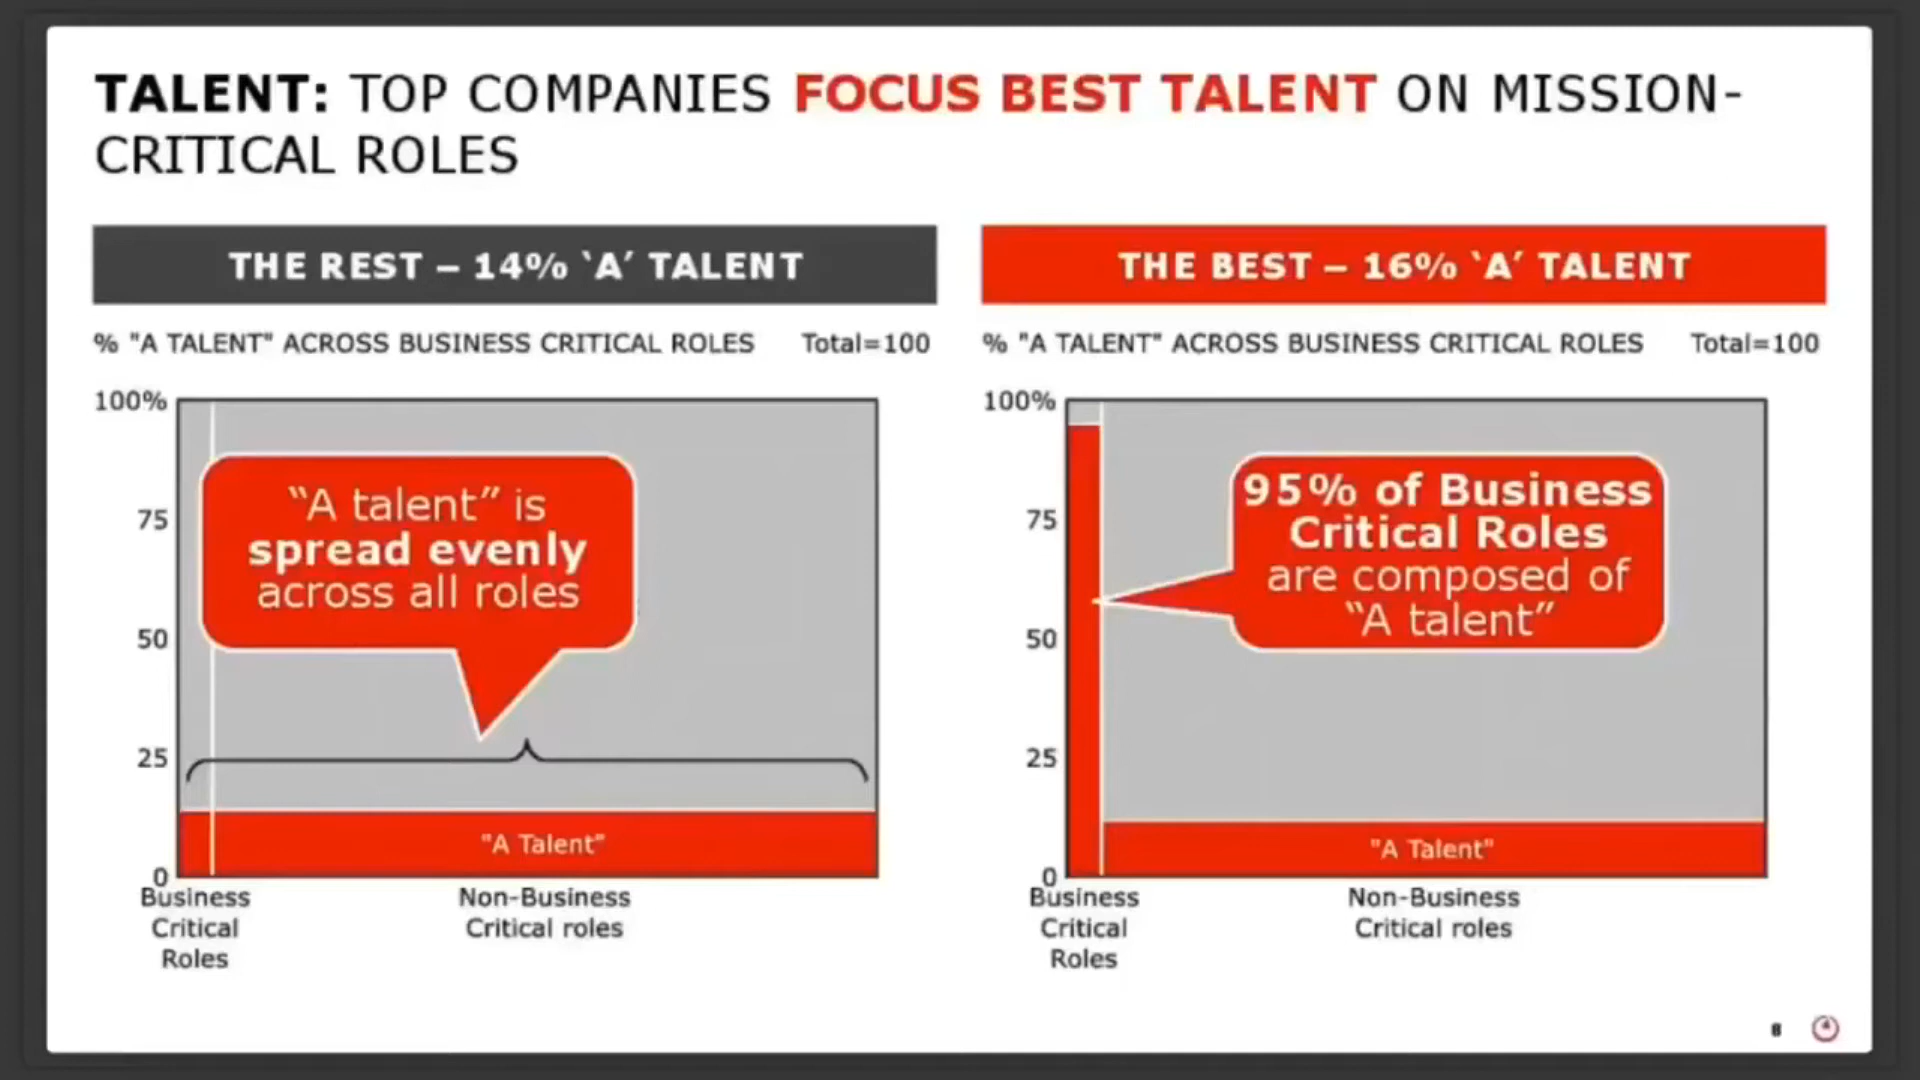 TALENT: TOP COMPANIES FOCUS BEST TALENT ON MISSION-
CRITICAL ROLES
THE REST – 14% ‘A’ TALENT
% "A TALENT" ACROSS BUSINESS CRITICAL ROLES Total=100
100%
75
50
25
0
“A talent” is
spread evenly
across all roles
"A Talent"
Business
Critical
Roles
Non-Business
Critical roles
THE BEST – 16% ‘A’ TALENT
% "A TALENT" ACROSS BUSINESS CRITICAL ROLES Total=100
100%
75
50
25
0
95% of Business
Critical Roles
are composed of
“A talent”
"A Talent"
Business
Critical
Roles
Non-Business
Critical roles
8